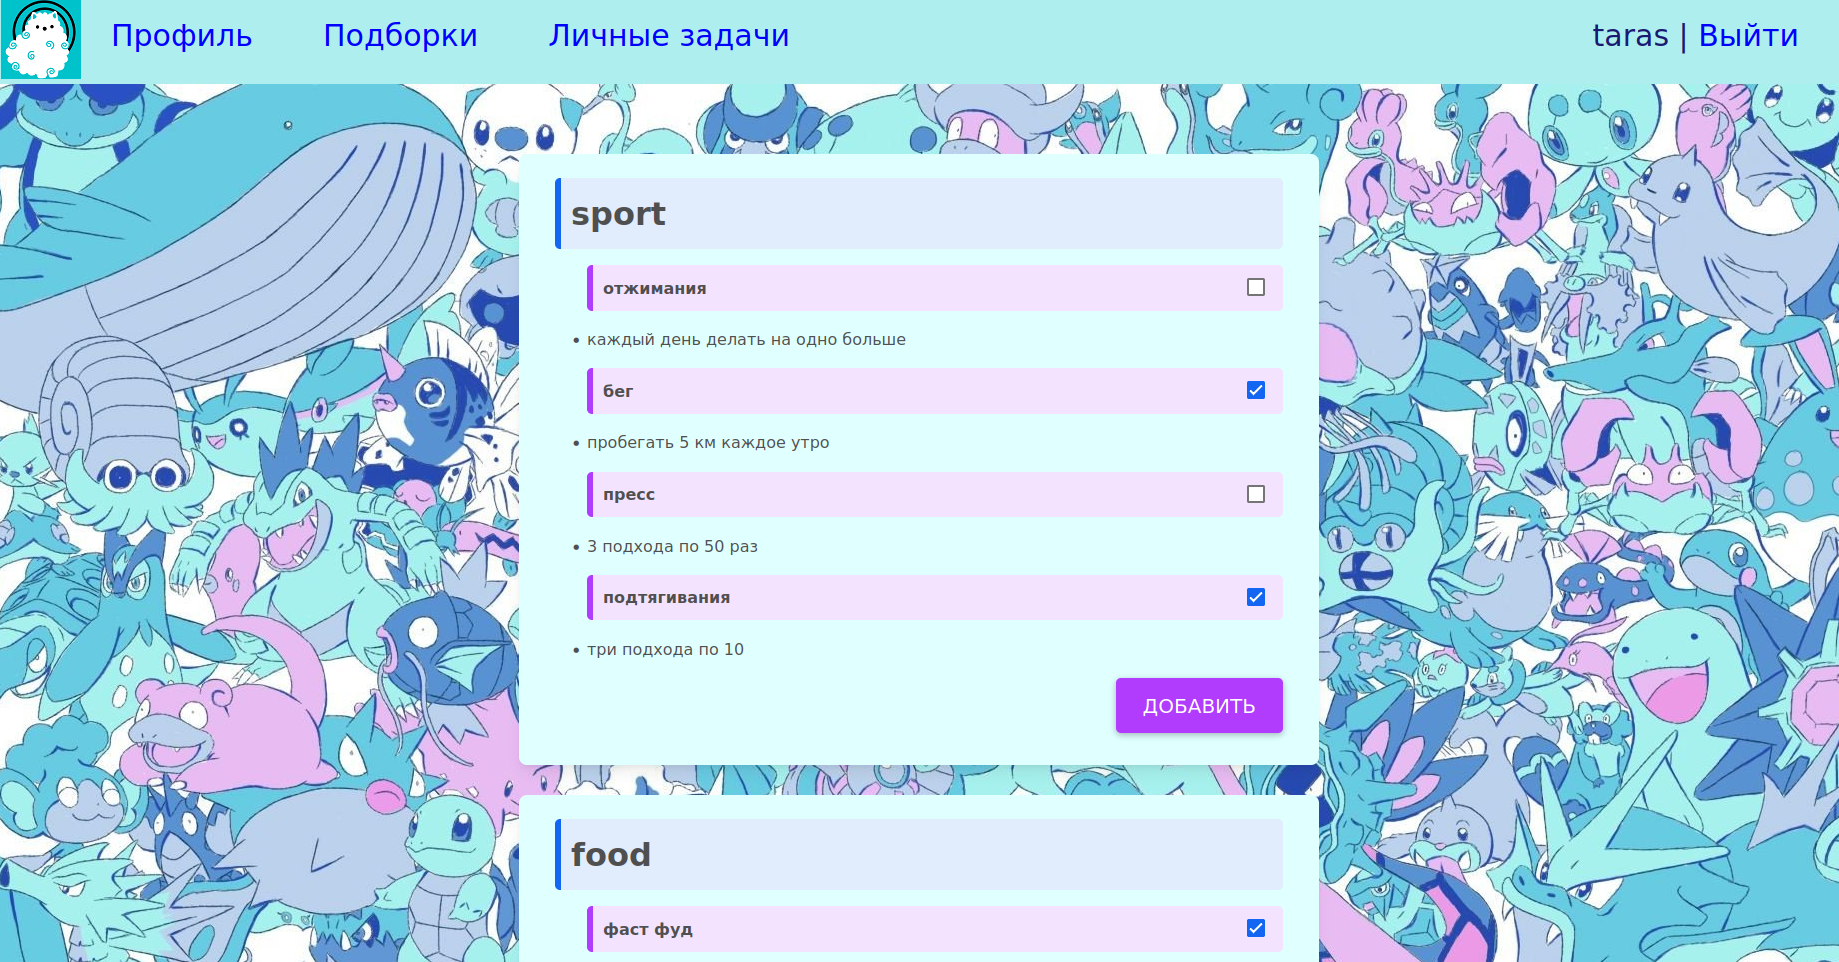 Профиль Подборки Личные задачи taras | Выйти
sport
отжимания
• каждый день делать на одно больше
бег
• пробегать 5 км каждое утро
пресс
• 3 подхода по 50 раз
подтягивания
• три подхода по 10
ДОБАВИТЬ
food
фаст фуд